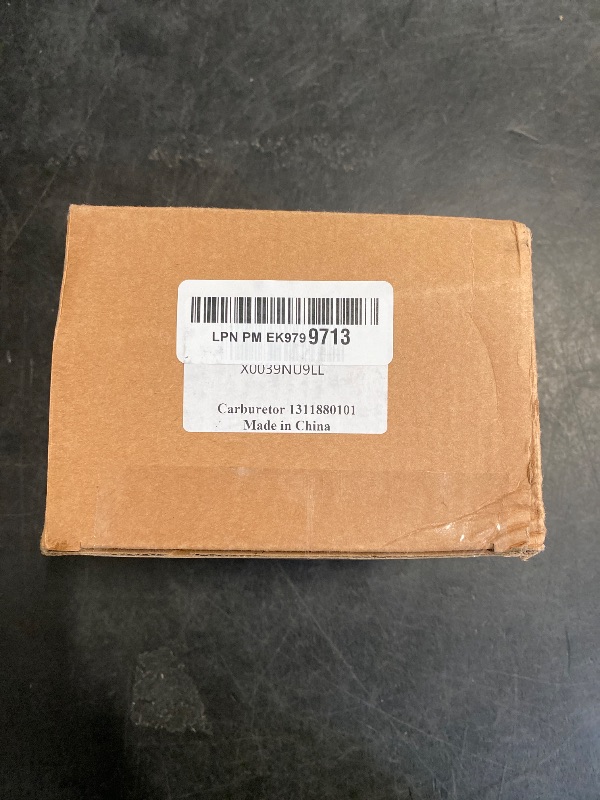 LPN PM EK9799713
X0039NU9LL
Carburetor 1311880101
Made in China